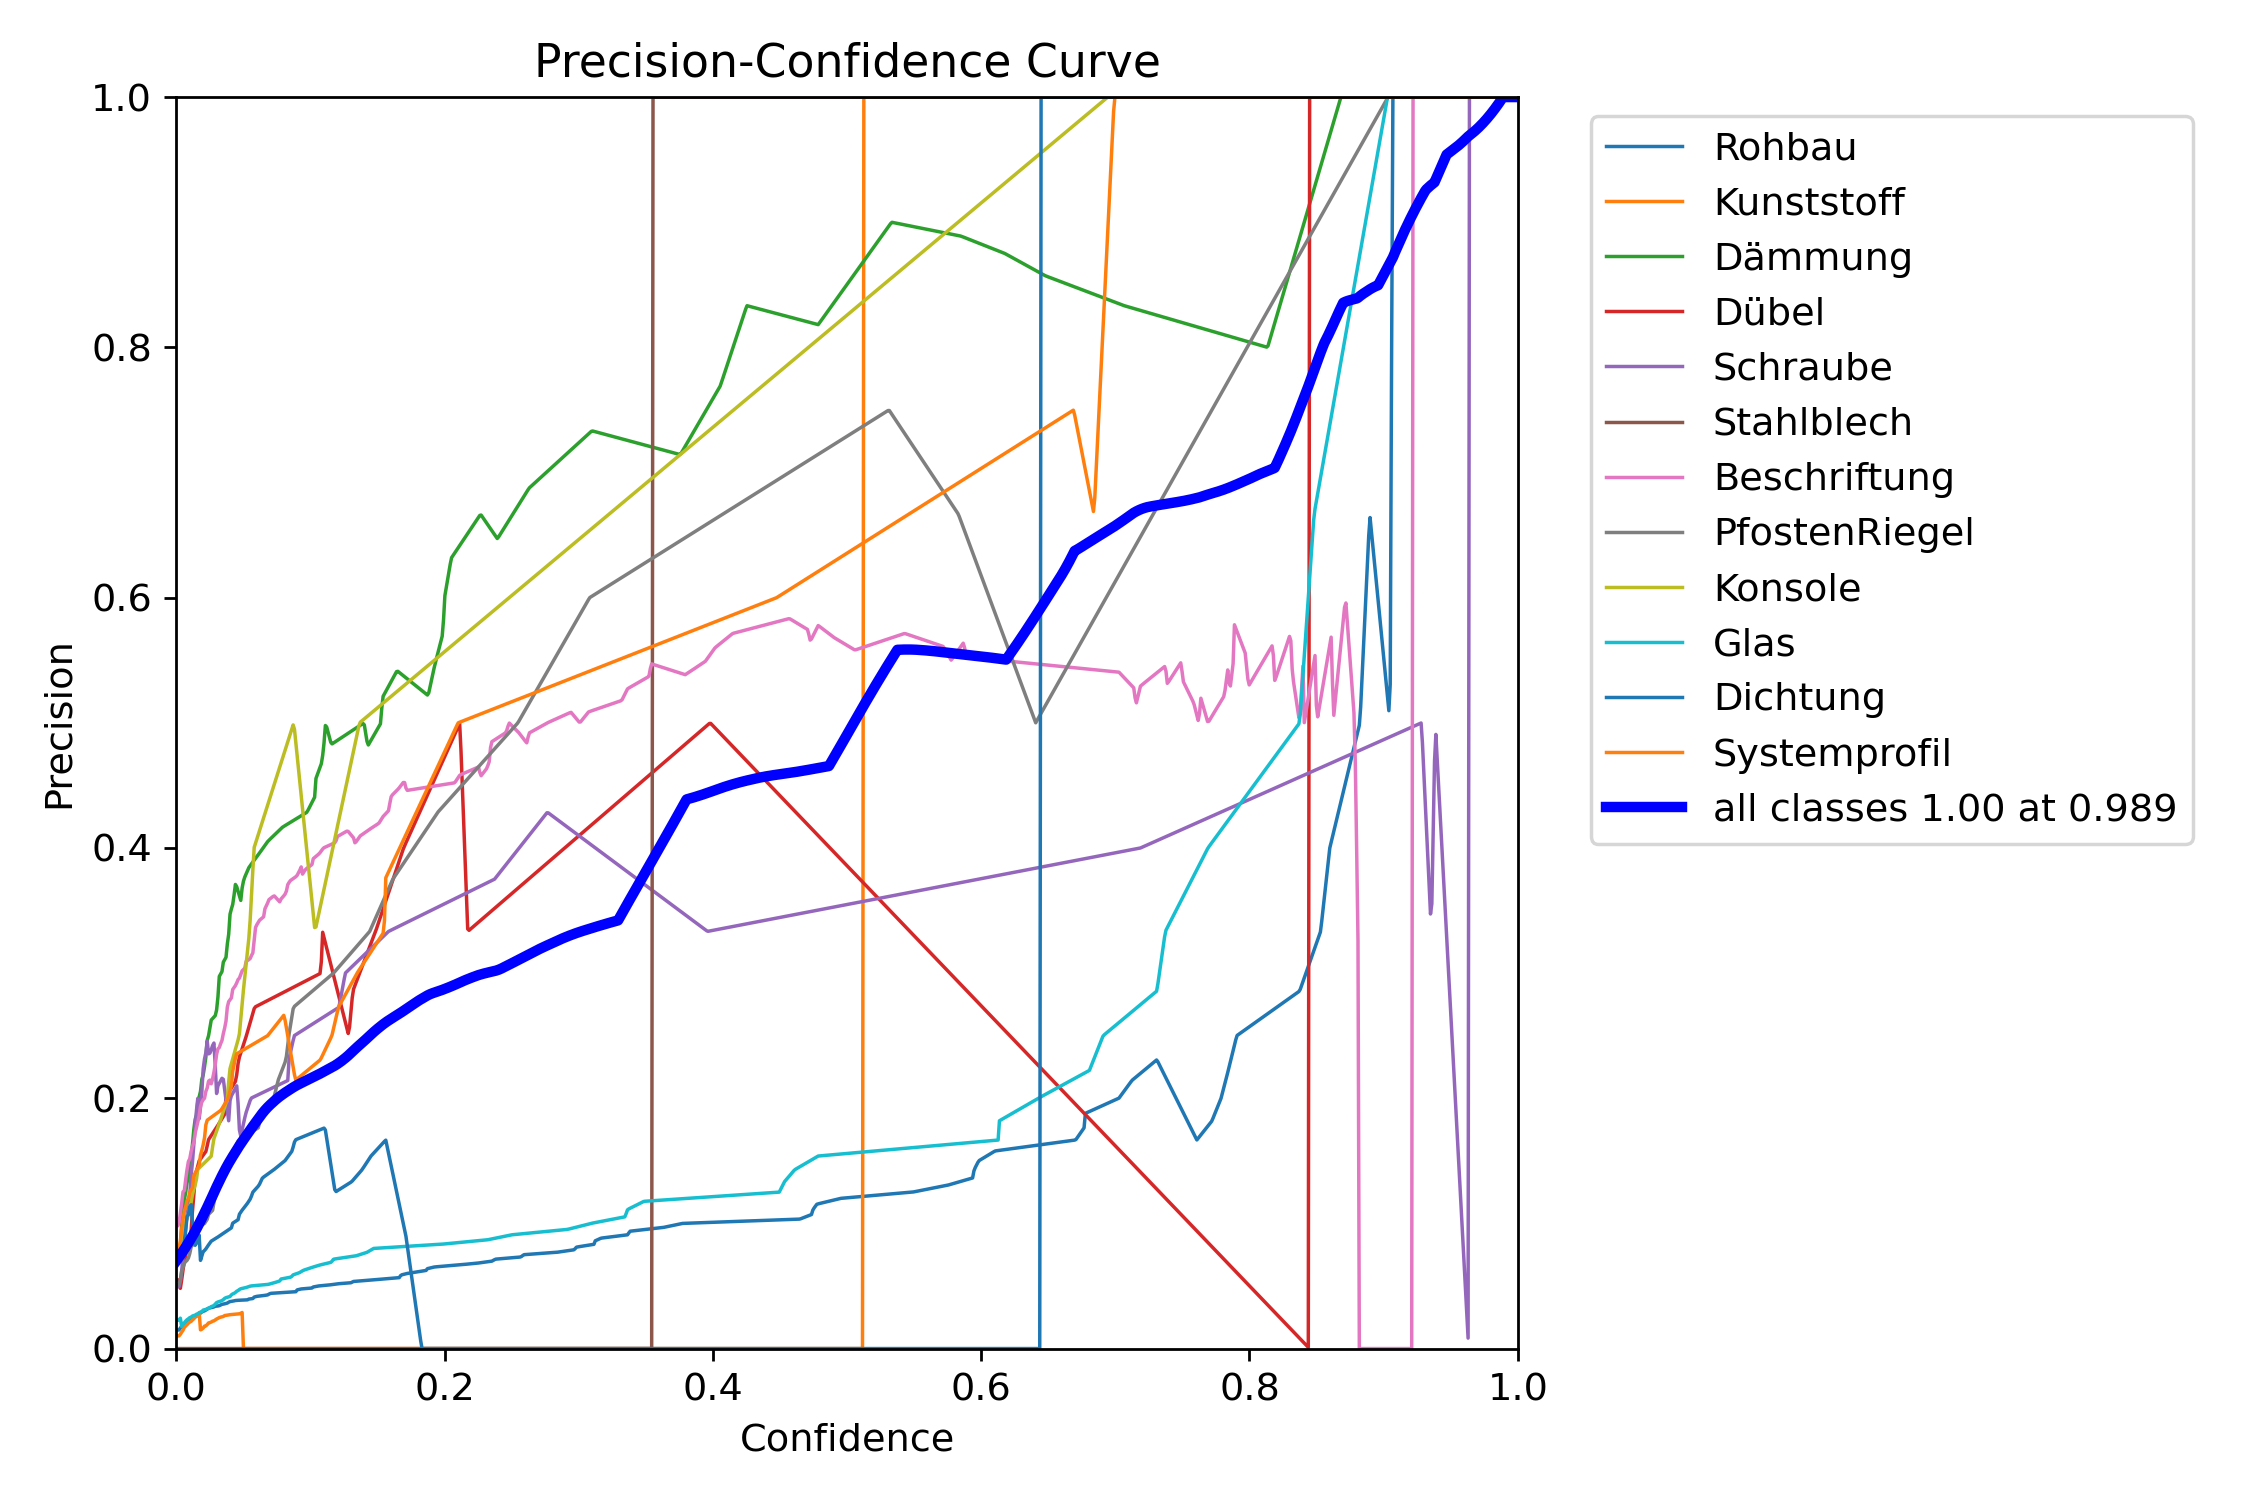 Precision-Confidence Curve
1.0
0.8
0.6
0.4
0.2
0.0
Precision
0.0 0.2 0.4 0.6 0.8 1.0
Confidence
Rohbau
Kunststoff
Dämmung
Dübel
Schraube
Stahlblech
Beschriftung
PfostenRiegel
Konsole
Glas
Dichtung
Systemprofil
all classes 1.00 at 0.989